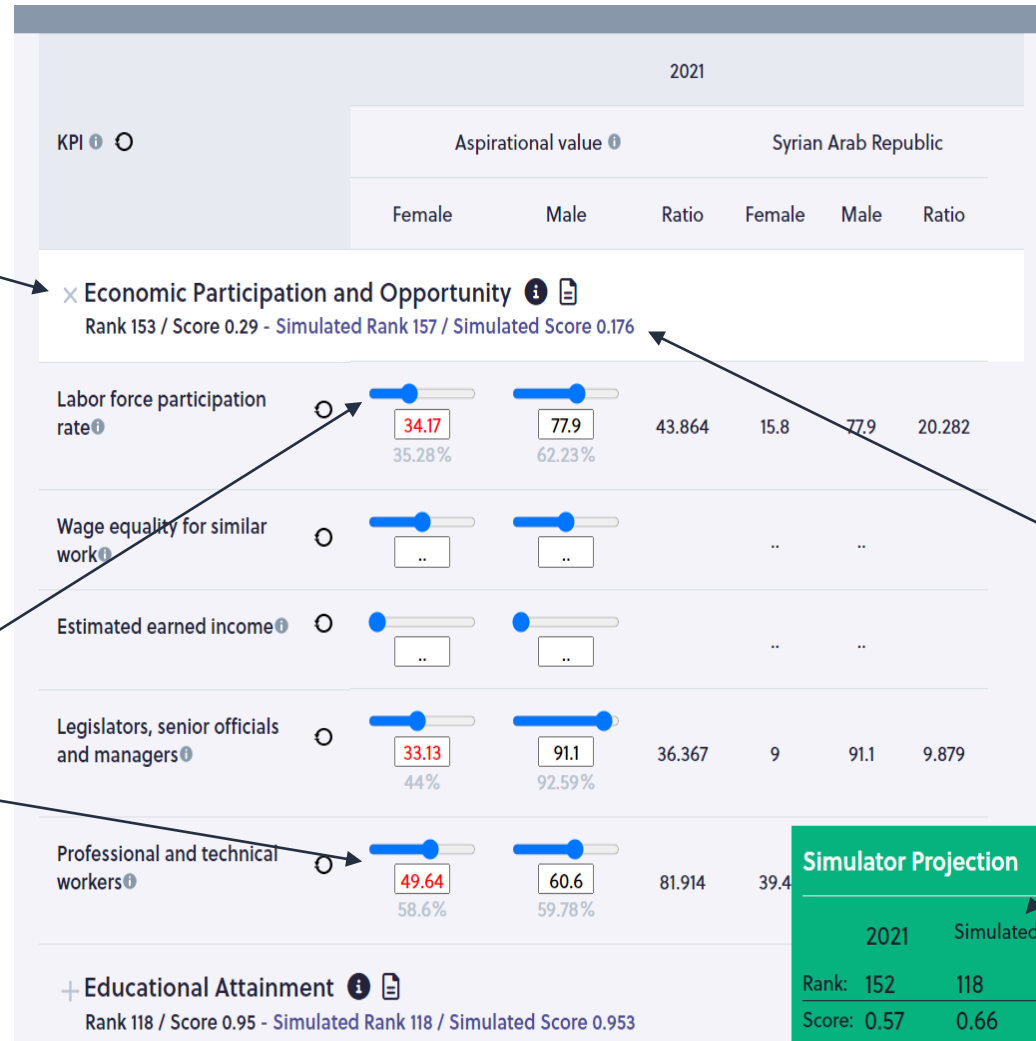 2021
KPI
Aspirational value
Syrian Arab Republic
Female Male Ratio Female Male Ratio
Economic Participation and Opportunity
Rank 153 / Score 0.29 - Simulated Rank 157 / Simulated Score 0.176
Labor force participation
rate
34.17 77.9 43.864 15.8 77.9 20.282
35.28% 62.23%
Wage equality for similar
work
.. .. .. ..
Estimated earned income
.. .. .. ..
Legislators, senior officials
and managers
33.13 91.1 36.367 9 91.1 9.879
44% 92.59%
Professional and technical
workers
49.64 60.6 81.914 39.4
58.6% 59.78%
Simulator Projection
2021 Simulated
Rank: 152 118
Score: 0.57 0.66
Educational Attainment
Rank 118 / Score 0.95 - Simulated Rank 118 / Simulated Score 0.953